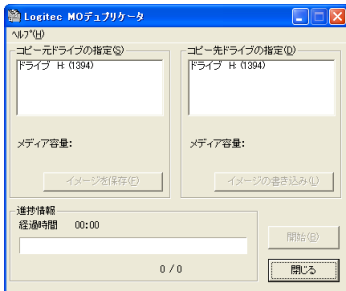 Logitec MOデュプリケータ
ヘルプ(H)
コピー元ドライブの指定(S)
ドライブ H: (1394)
メディア容量:
イメージを保存(F)
コピー先ドライブの指定(D)
ドライブ H: (1394)
メディア容量:
イメージの書き込み(L)
進捗情報
経過時間 00:00
0 / 0
開始(B)
閉じる